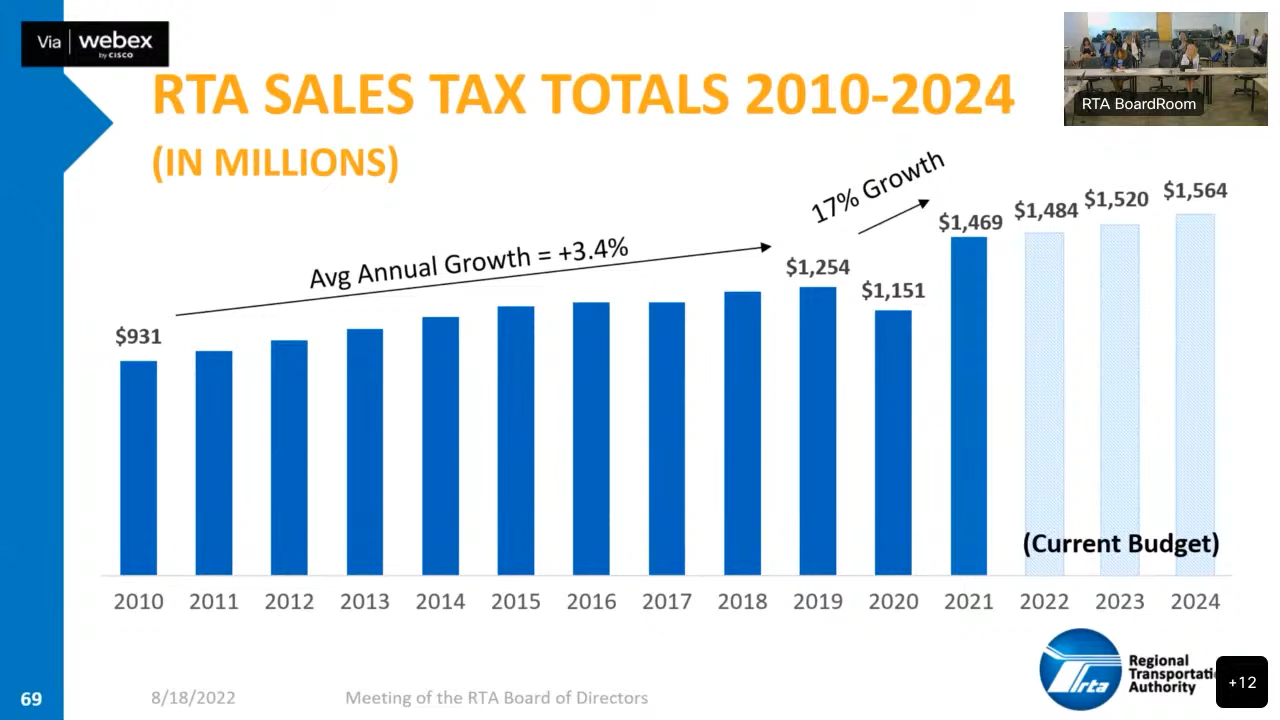 Via webex
by CISCO
RTA BoardRoom
RTA SALES TAX TOTALS 2010-2024
(IN MILLIONS)
17% Growth
Avg Annual Growth = +3.4%
$931
$1,254
$1,151
$1,469
$1,484
$1,520
$1,564
(Current Budget)
2010 2011 2012 2013 2014 2015 2016 2017 2018 2019 2020 2021 2022 2023 2024
rta
Regional
Transportati
Authority
+12
69 8/18/2022 Meeting of the RTA Board of Directors